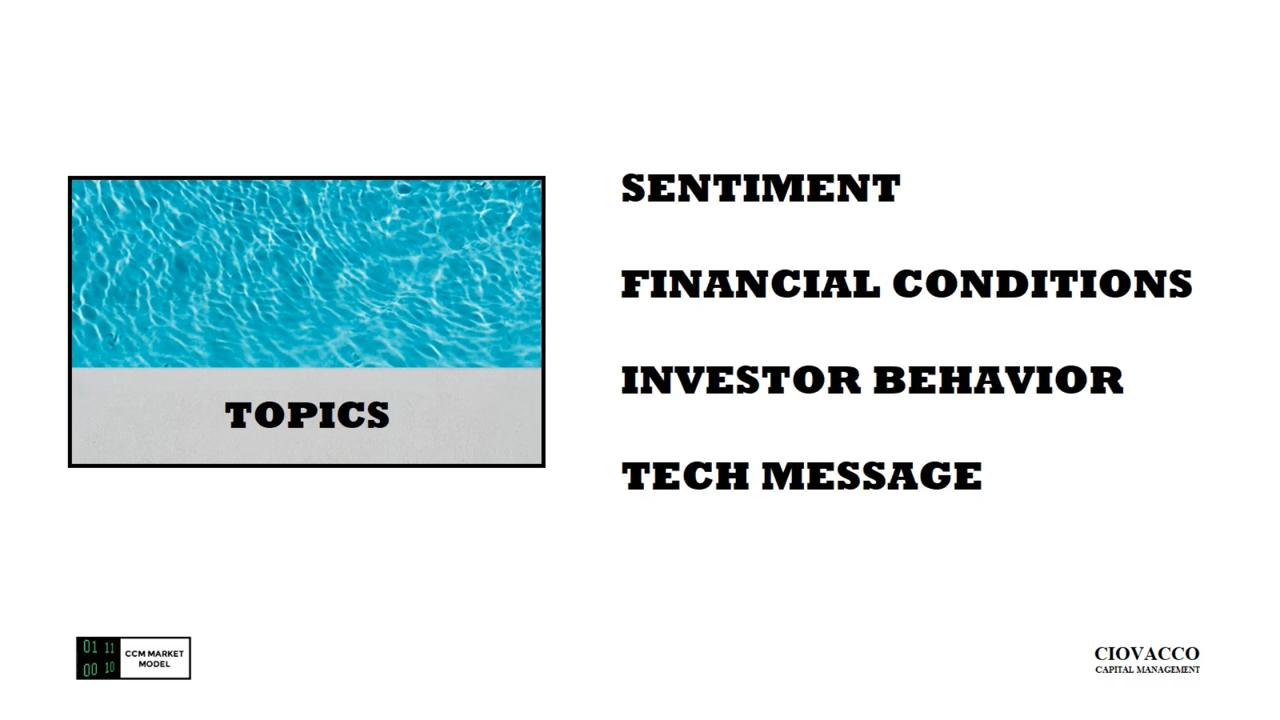 SENTIMENT
FINANCIAL CONDITIONS
INVESTOR BEHAVIOR
TECH MESSAGE
TOPICS
01 11
00 10
CCM MARKET
MODEL
CIOVACCO
CAPITAL MANAGEMENT